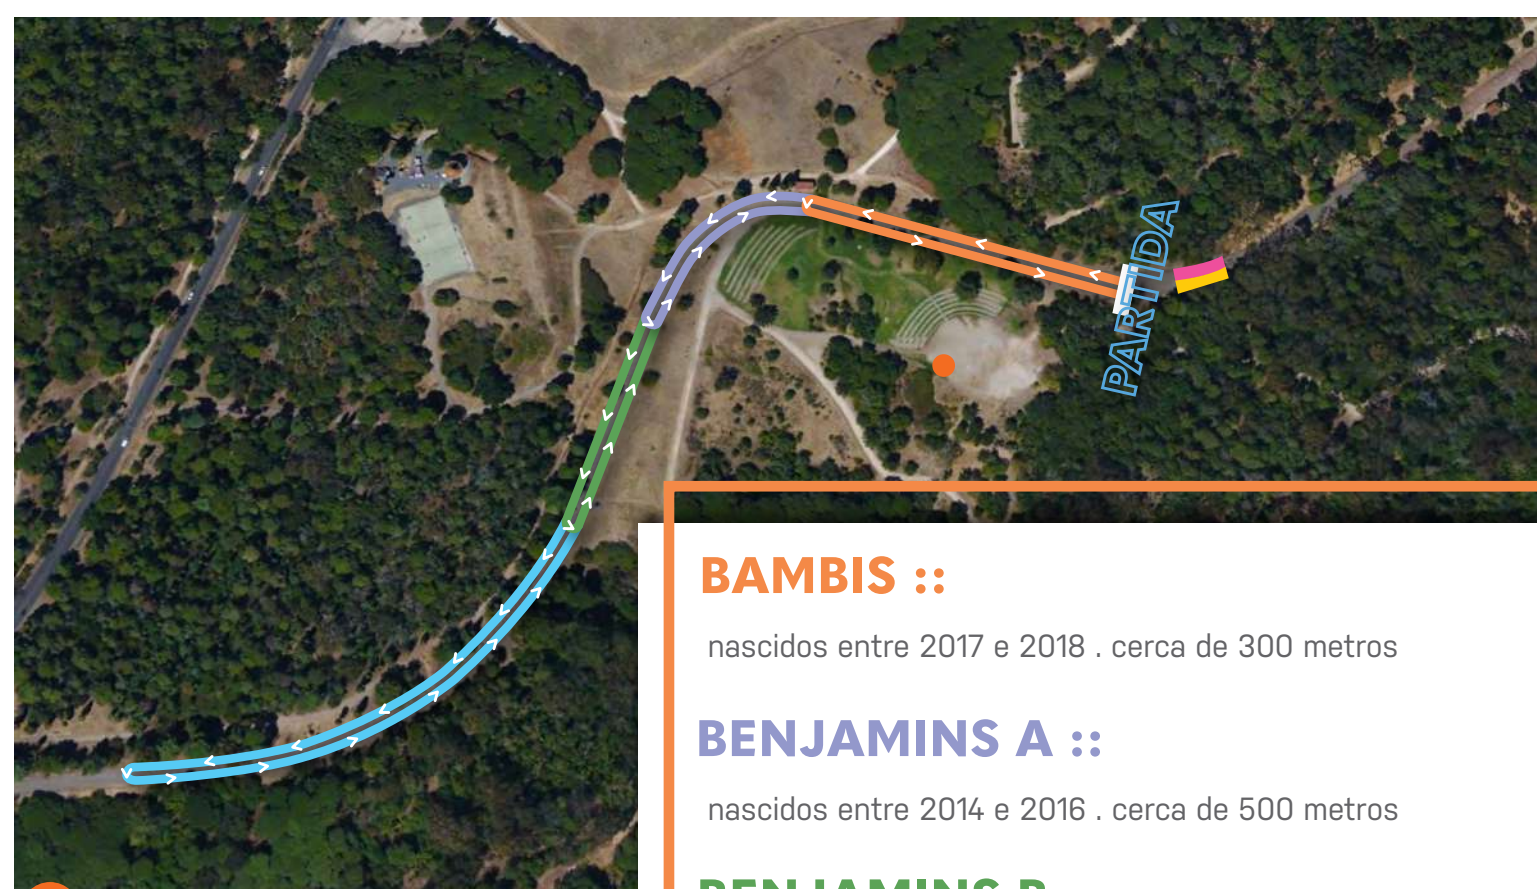 PARTIDA
BAMBIS ::
nascidos entre 2017 e 2018 . cerca de 300 metros
BENJAMINS A ::
nascidos entre 2014 e 2016 . cerca de 500 metros
BENJAMINS B